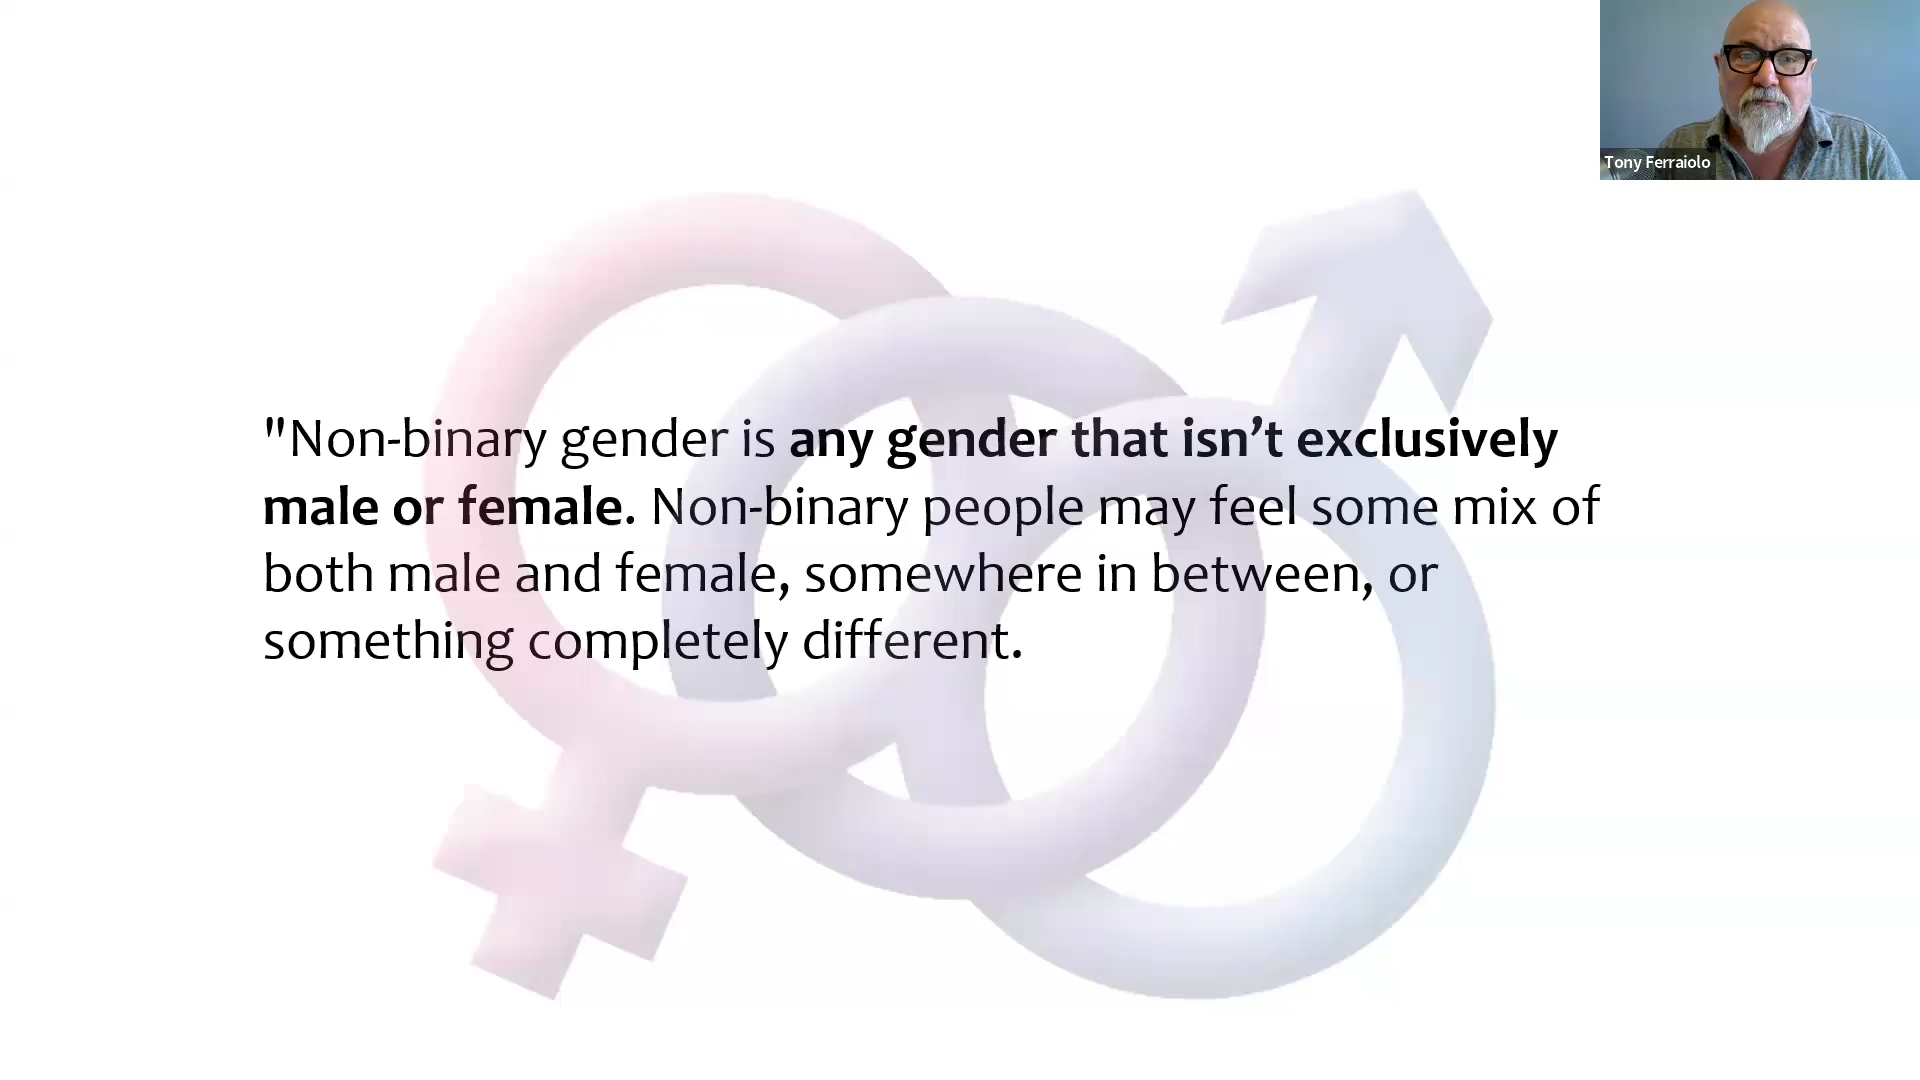 Tony Ferraiolo
"Non-binary gender is any gender that isn’t exclusively
male or female. Non-binary people may feel some mix of
both male and female, somewhere in between, or
something completely different.